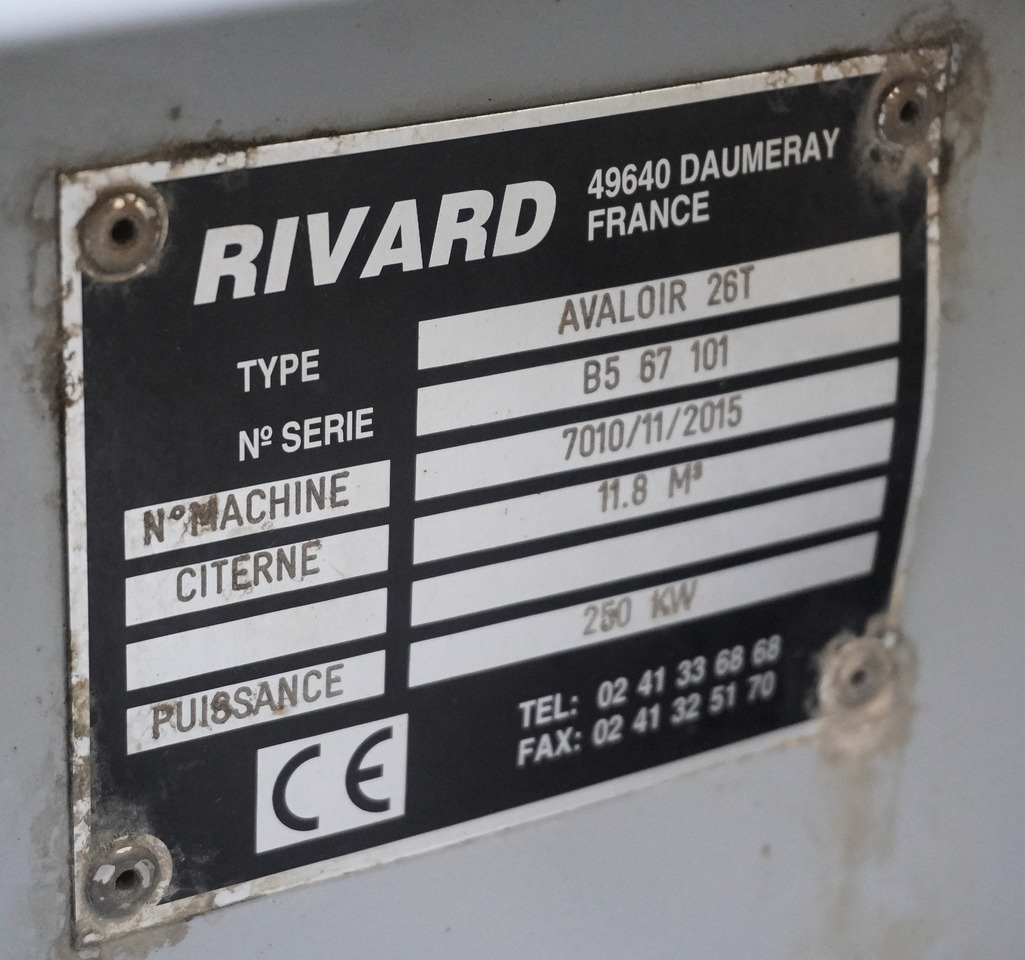 RIVARD
49640 DAUMERAY
FRANCE
TYPE AVALOIR 26T
Nº SERIE B5 67 101
N°MACHINE 7010/11/2015
CITERNE 11.8 M³
PUISSANCE 250 KW
CE
TEL: 02 41 33 68 68
FAX: 02 41 32 51 70